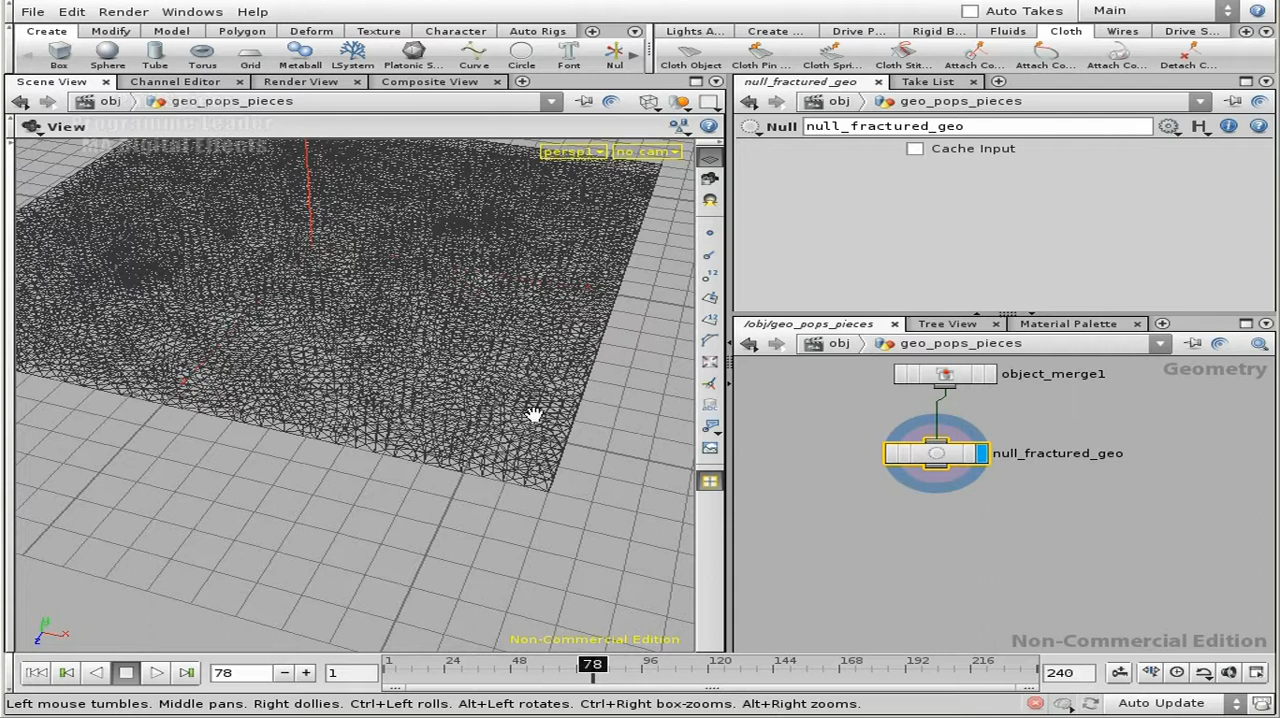 File Edit Render Windows Help Auto Takes Main
Create Modify Model Polygon Deform Texture Character Auto Rigs Lights A... Create ... Drive P... Rigid B... Fluids Cloth Wires Drive S...
Box Sphere Tube Torus Grid Metaball LSystem Platonic S... Curve Circle Font Nul Cloth Object Cloth Pin ... Cloth Spri... Cloth Stit... Attach Co... Attach Co... Attach Co... Detach C...
Scene View Channel Editor Render View Composite View null_fractured_geo Take List
obj geo_pops_pieces obj geo_pops_pieces
View Null null_fractured_geo
persp1 no cam Cache Input
/obj/geo_pops_pieces Tree View Material Palette
obj geo_pops_pieces
Geometry
object_merge1
null_fractured_geo
Non-Commercial Edition Non-Commercial Edition
78 1 1 24 48 78 96 120 144 168 192 216 240
Left mouse tumbles. Middle pans. Right dollies. Ctrl+Left rolls. Alt+Left rotates. Ctrl+Right box-zooms. Alt+Right zooms. Auto Update